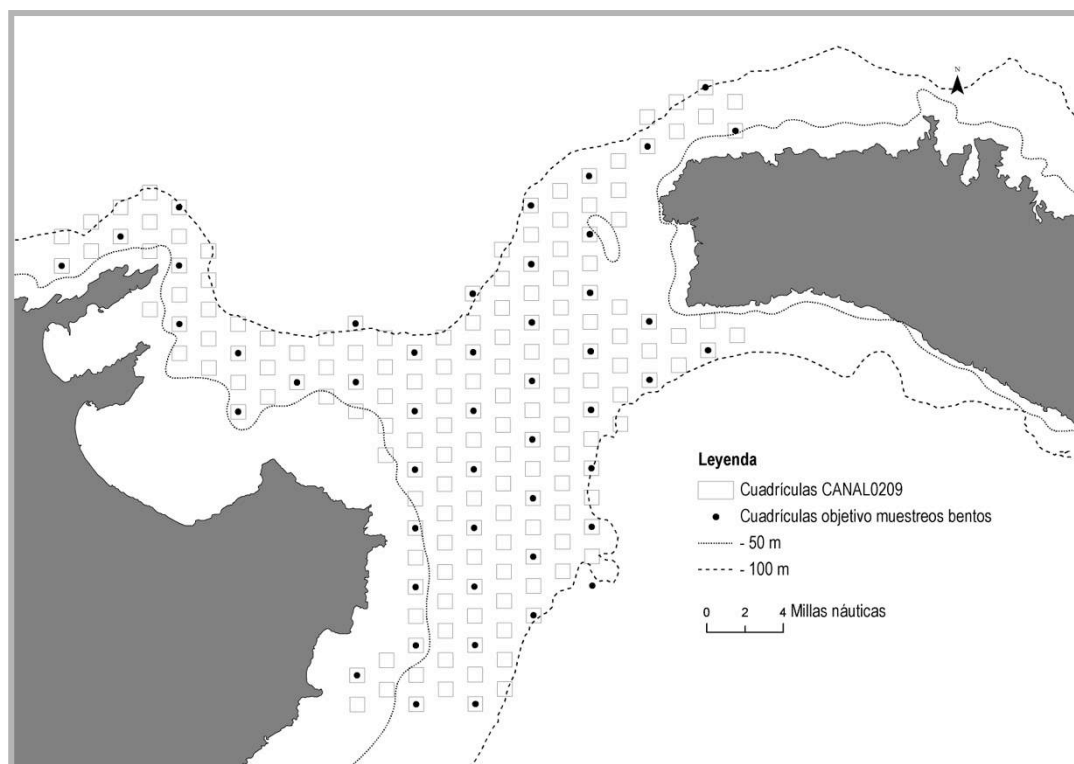 N
Leyenda
Cuadrículas CANAL0209
Cuadrículas objetivo muestreos bentos
- 50 m
- 100 m
0 2 4 Millas náuticas